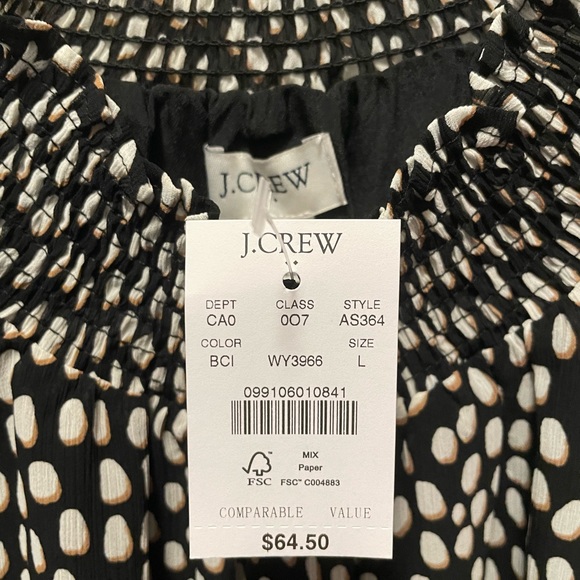 J.CREW
J.CREW
DEPT CLASS STYLE
CA0 0O7 AS364
COLOR SIZE
BCI WY3966 L
099106010841
MIX
Paper
FSC™ C004883
FSC
COMPARABLE VALUE
$64.50